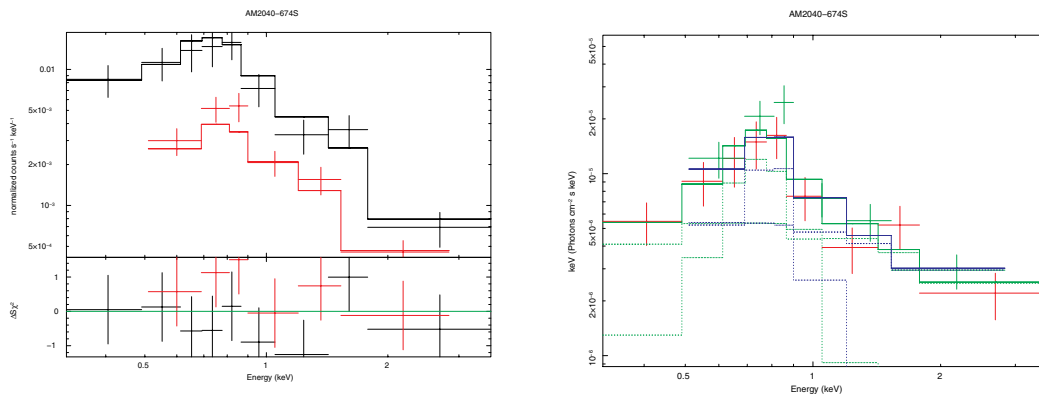 AM2040−674S
0.01
5×10⁻³
2×10⁻³
10⁻³
5×10⁻⁴
normalized counts s⁻¹ keV⁻¹
1
0
−1
ΔS χ²
0.5 1 2
Energy (keV)
AM2040−674S
5×10⁻⁵
2×10⁻⁵
10⁻⁵
5×10⁻⁶
2×10⁻⁶
10⁻⁶
keV (Photons cm⁻² s keV)
0.5 1 2
Energy (keV)